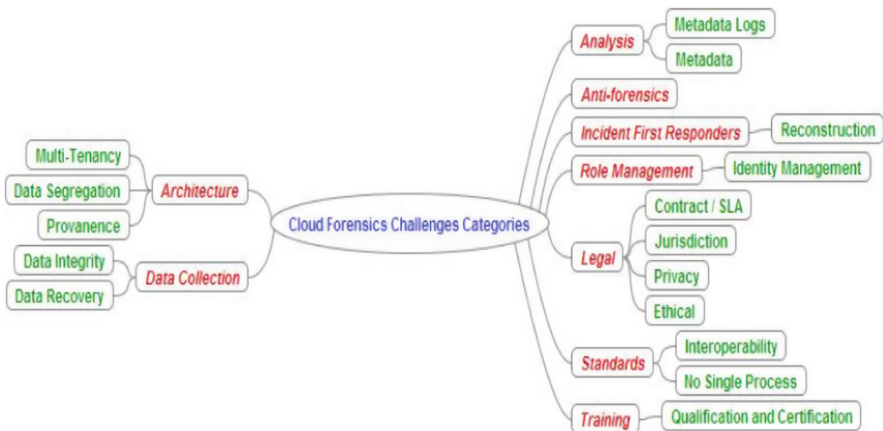 Multi-Tenancy
Data Segregation
Provanence
Architecture
Data Integrity
Data Recovery
Data Collection
Cloud Forensics Challenges Categories
Analysis
Metadata Logs
Metadata
Anti-forensics
Incident First Responders
Reconstruction
Role Management
Identity Management
Legal
Contract / SLA
Jurisdiction
Privacy
Ethical
Standards
Interoperability
No Single Process
Training
Qualification and Certification